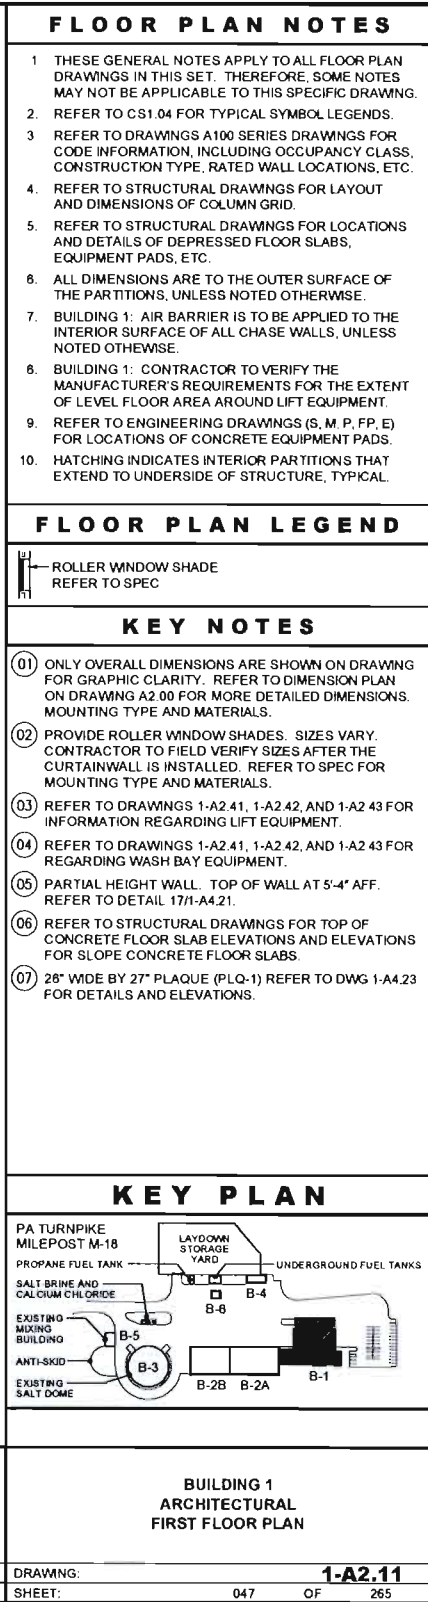 FLOOR PLAN NOTES
1 THESE GENERAL NOTES APPLY TO ALL FLOOR PLAN
DRAWINGS IN THIS SET. THEREFORE, SOME NOTES
MAY NOT BE APPLICABLE TO THIS SPECIFIC DRAWING.
2. REFER TO CS1.04 FOR TYPICAL SYMBOL LEGENDS.
3 REFER TO DRAWINGS A100 SERIES DRAWINGS FOR
CODE INFORMATION, INCLUDING OCCUPANCY CLASS,
CONSTRUCTION TYPE, RATED WALL LOCATIONS, ETC.
4. REFER TO STRUCTURAL DRAWINGS FOR LAYOUT
AND DIMENSIONS OF COLUMN GRID.
5. REFER TO STRUCTURAL DRAWINGS FOR LOCATIONS
AND DETAILS OF DEPRESSED FLOOR SLABS,
EQUIPMENT PADS, ETC.
6. ALL DIMENSIONS ARE TO THE OUTER SURFACE OF
THE PARTITIONS, UNLESS NOTED OTHERWISE.
7. BUILDING 1: AIR BARRIER IS TO BE APPLIED TO THE
INTERIOR SURFACE OF ALL CHASE WALLS, UNLESS
NOTED OTHEWISE.
8. BUILDING 1: CONTRACTOR TO VERIFY THE
MANUFACTURER'S REQUIREMENTS FOR THE EXTENT
OF LEVEL FLOOR AREA AROUND LIFT EQUIPMENT.
9. REFER TO ENGINEERING DRAWINGS (S, M, P, FP, E)
FOR LOCATIONS OF CONCRETE EQUIPMENT PADS.
10. HATCHING INDICATES INTERIOR PARTITIONS THAT
EXTEND TO UNDERSIDE OF STRUCTURE, TYPICAL.
FLOOR PLAN LEGEND
ROLLER WINDOW SHADE
REFER TO SPEC
KEY NOTES
01 ONLY OVERALL DIMENSIONS ARE SHOWN ON DRAWING
FOR GRAPHIC CLARITY. REFER TO DIMENSION PLAN
ON DRAWING A2.00 FOR MORE DETAILED DIMENSIONS.
MOUNTING TYPE AND MATERIALS.
02 PROVIDE ROLLER WINDOW SHADES. SIZES VARY.
CONTRACTOR TO FIELD VERIFY SIZES AFTER THE
CURTAINWALL IS INSTALLED. REFER TO SPEC FOR
MOUNTING TYPE AND MATERIALS.
03 REFER TO DRAWINGS 1-A2.41, 1-A2.42, AND 1-A2 43 FOR
INFORMATION REGARDING LIFT EQUIPMENT.
04 REFER TO DRAWINGS 1-A2.41, 1-A2.42, AND 1-A2 43 FOR
REGARDING WASH BAY EQUIPMENT.
05 PARTIAL HEIGHT WALL. TOP OF WALL AT 5'-4" AFF.
REFER TO DETAIL 17/1-A4.21.
06 REFER TO STRUCTURAL DRAWINGS FOR TOP OF
CONCRETE FLOOR SLAB ELEVATIONS AND ELEVATIONS
FOR SLOPE CONCRETE FLOOR SLABS.
07 26" WIDE BY 27" PLAQUE (PLQ-1) REFER TO DWG 1-A4.23
FOR DETAILS AND ELEVATIONS.
KEY PLAN
PA TURNPIKE
MILEPOST M-18
LAYDOWN
STORAGE
YARD
PROPANE FUEL TANK
UNDERGROUND FUEL TANKS
SALT BRINE AND
CALCIUM CHLORIDE
B-6
B-4
EXISTING
MIXING
BUILDING
B-5
ANTI-SKID
B-3
EXISTING
SALT DOME
B-2B
B-2A
B-1
BUILDING 1
ARCHITECTURAL
FIRST FLOOR PLAN
DRAWING: 1-A2.11
SHEET: 047 OF 265